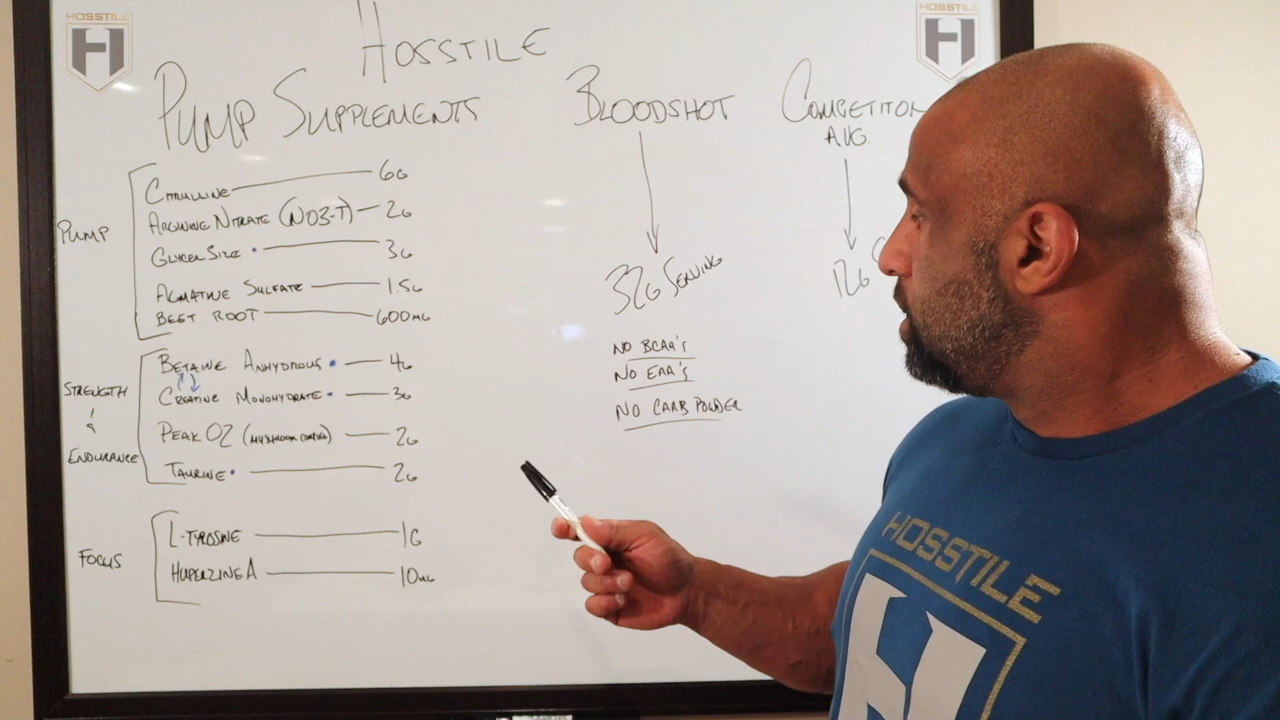 HOSSTILE
HOSSTILE
HOSSTILE
PUMP SUPPLEMENTS
BLOODSHOT
COMPETITOR
AVG.
PUMP
CITRULLINE 6G
ARGININE NITRATE (NO3-T) 2G
GLYCERSIZE 3G
AGMATINE SULFATE 1.5G
BEET ROOT 600MG
32G SERVING
12G
STRENGTH
&
ENDURANCE
BETAINE ANHYDROUS 4G
CREATINE MONOHYDRATE 3G
PEAK O2 (MUSHROOM) 2G
TAURINE 2G
NO BCAA's
NO EAA's
NO CARB POWDER
FOCUS
L-TYROSINE 1G
HUPERZINE A 10MG
HOSSTILE
H